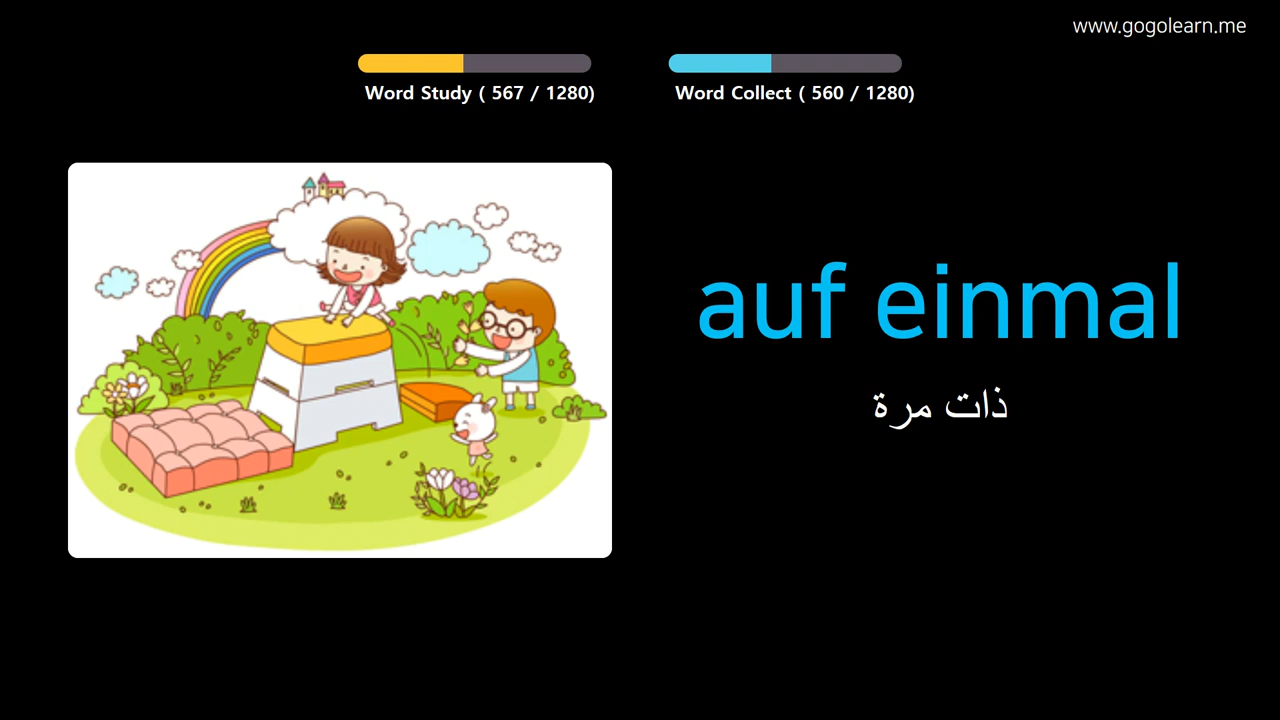 www.gogolearn.me
Word Study ( 567 / 1280)
Word Collect ( 560 / 1280)
auf einmal
ذات مرة